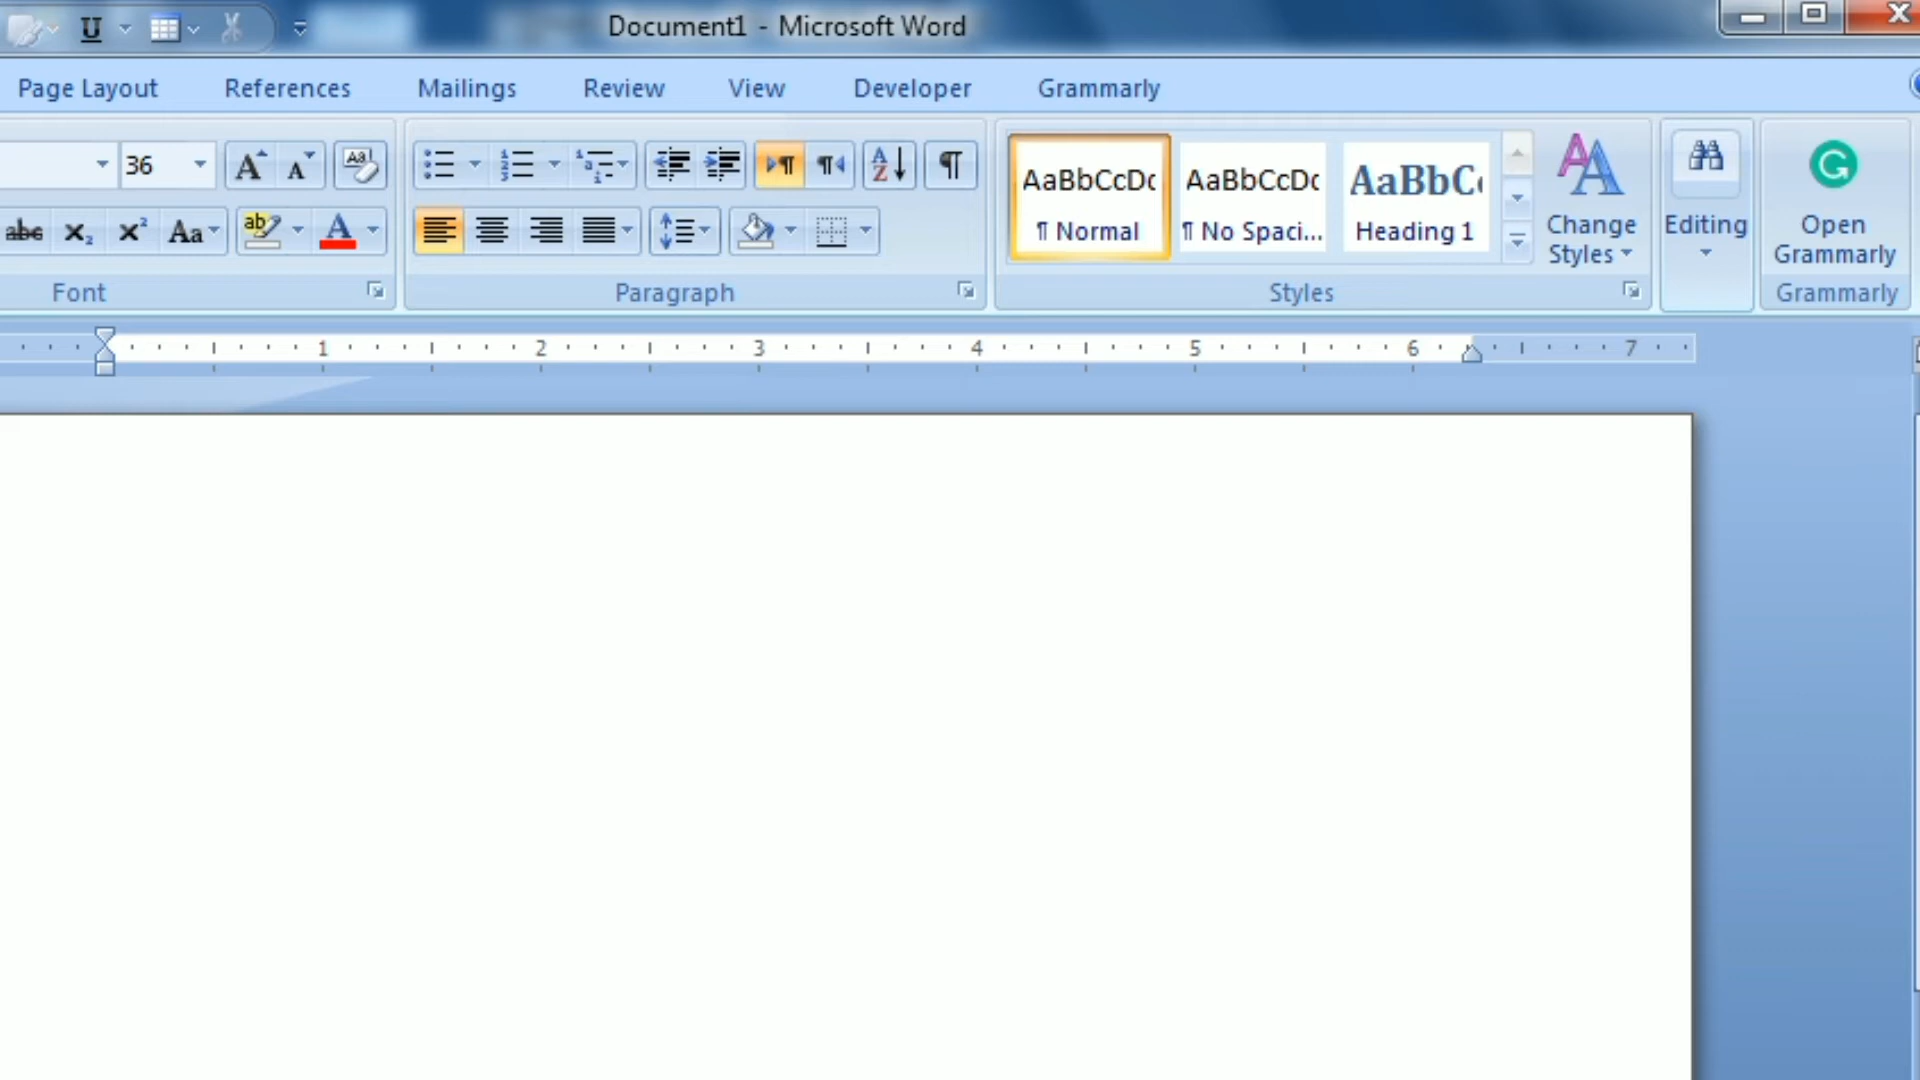 Document1 - Microsoft Word
Page Layout References Mailings Review View Developer Grammarly
36
AaBbCcDc AaBbCcDc AaBbC
¶ Normal ¶ No Spaci... Heading 1
Change Styles
Editing
Open Grammarly
Font Paragraph Styles Grammarly
1 2 3 4 5 6 7